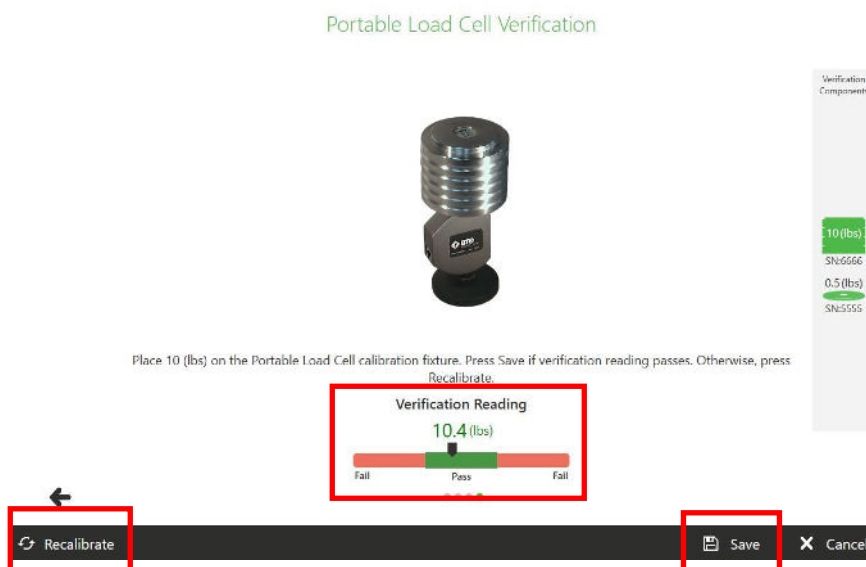 Portable Load Cell Verification
Verification
Component
10 (lbs)
SN:6666
0.5 (lbs)
SN:5555
Place 10 (lbs) on the Portable Load Cell calibration fixture. Press Save if verification reading passes. Otherwise, press
Recalibrate.
Verification Reading
10.4 (lbs)
Fail Pass Fail
Recalibrate Save Cancel